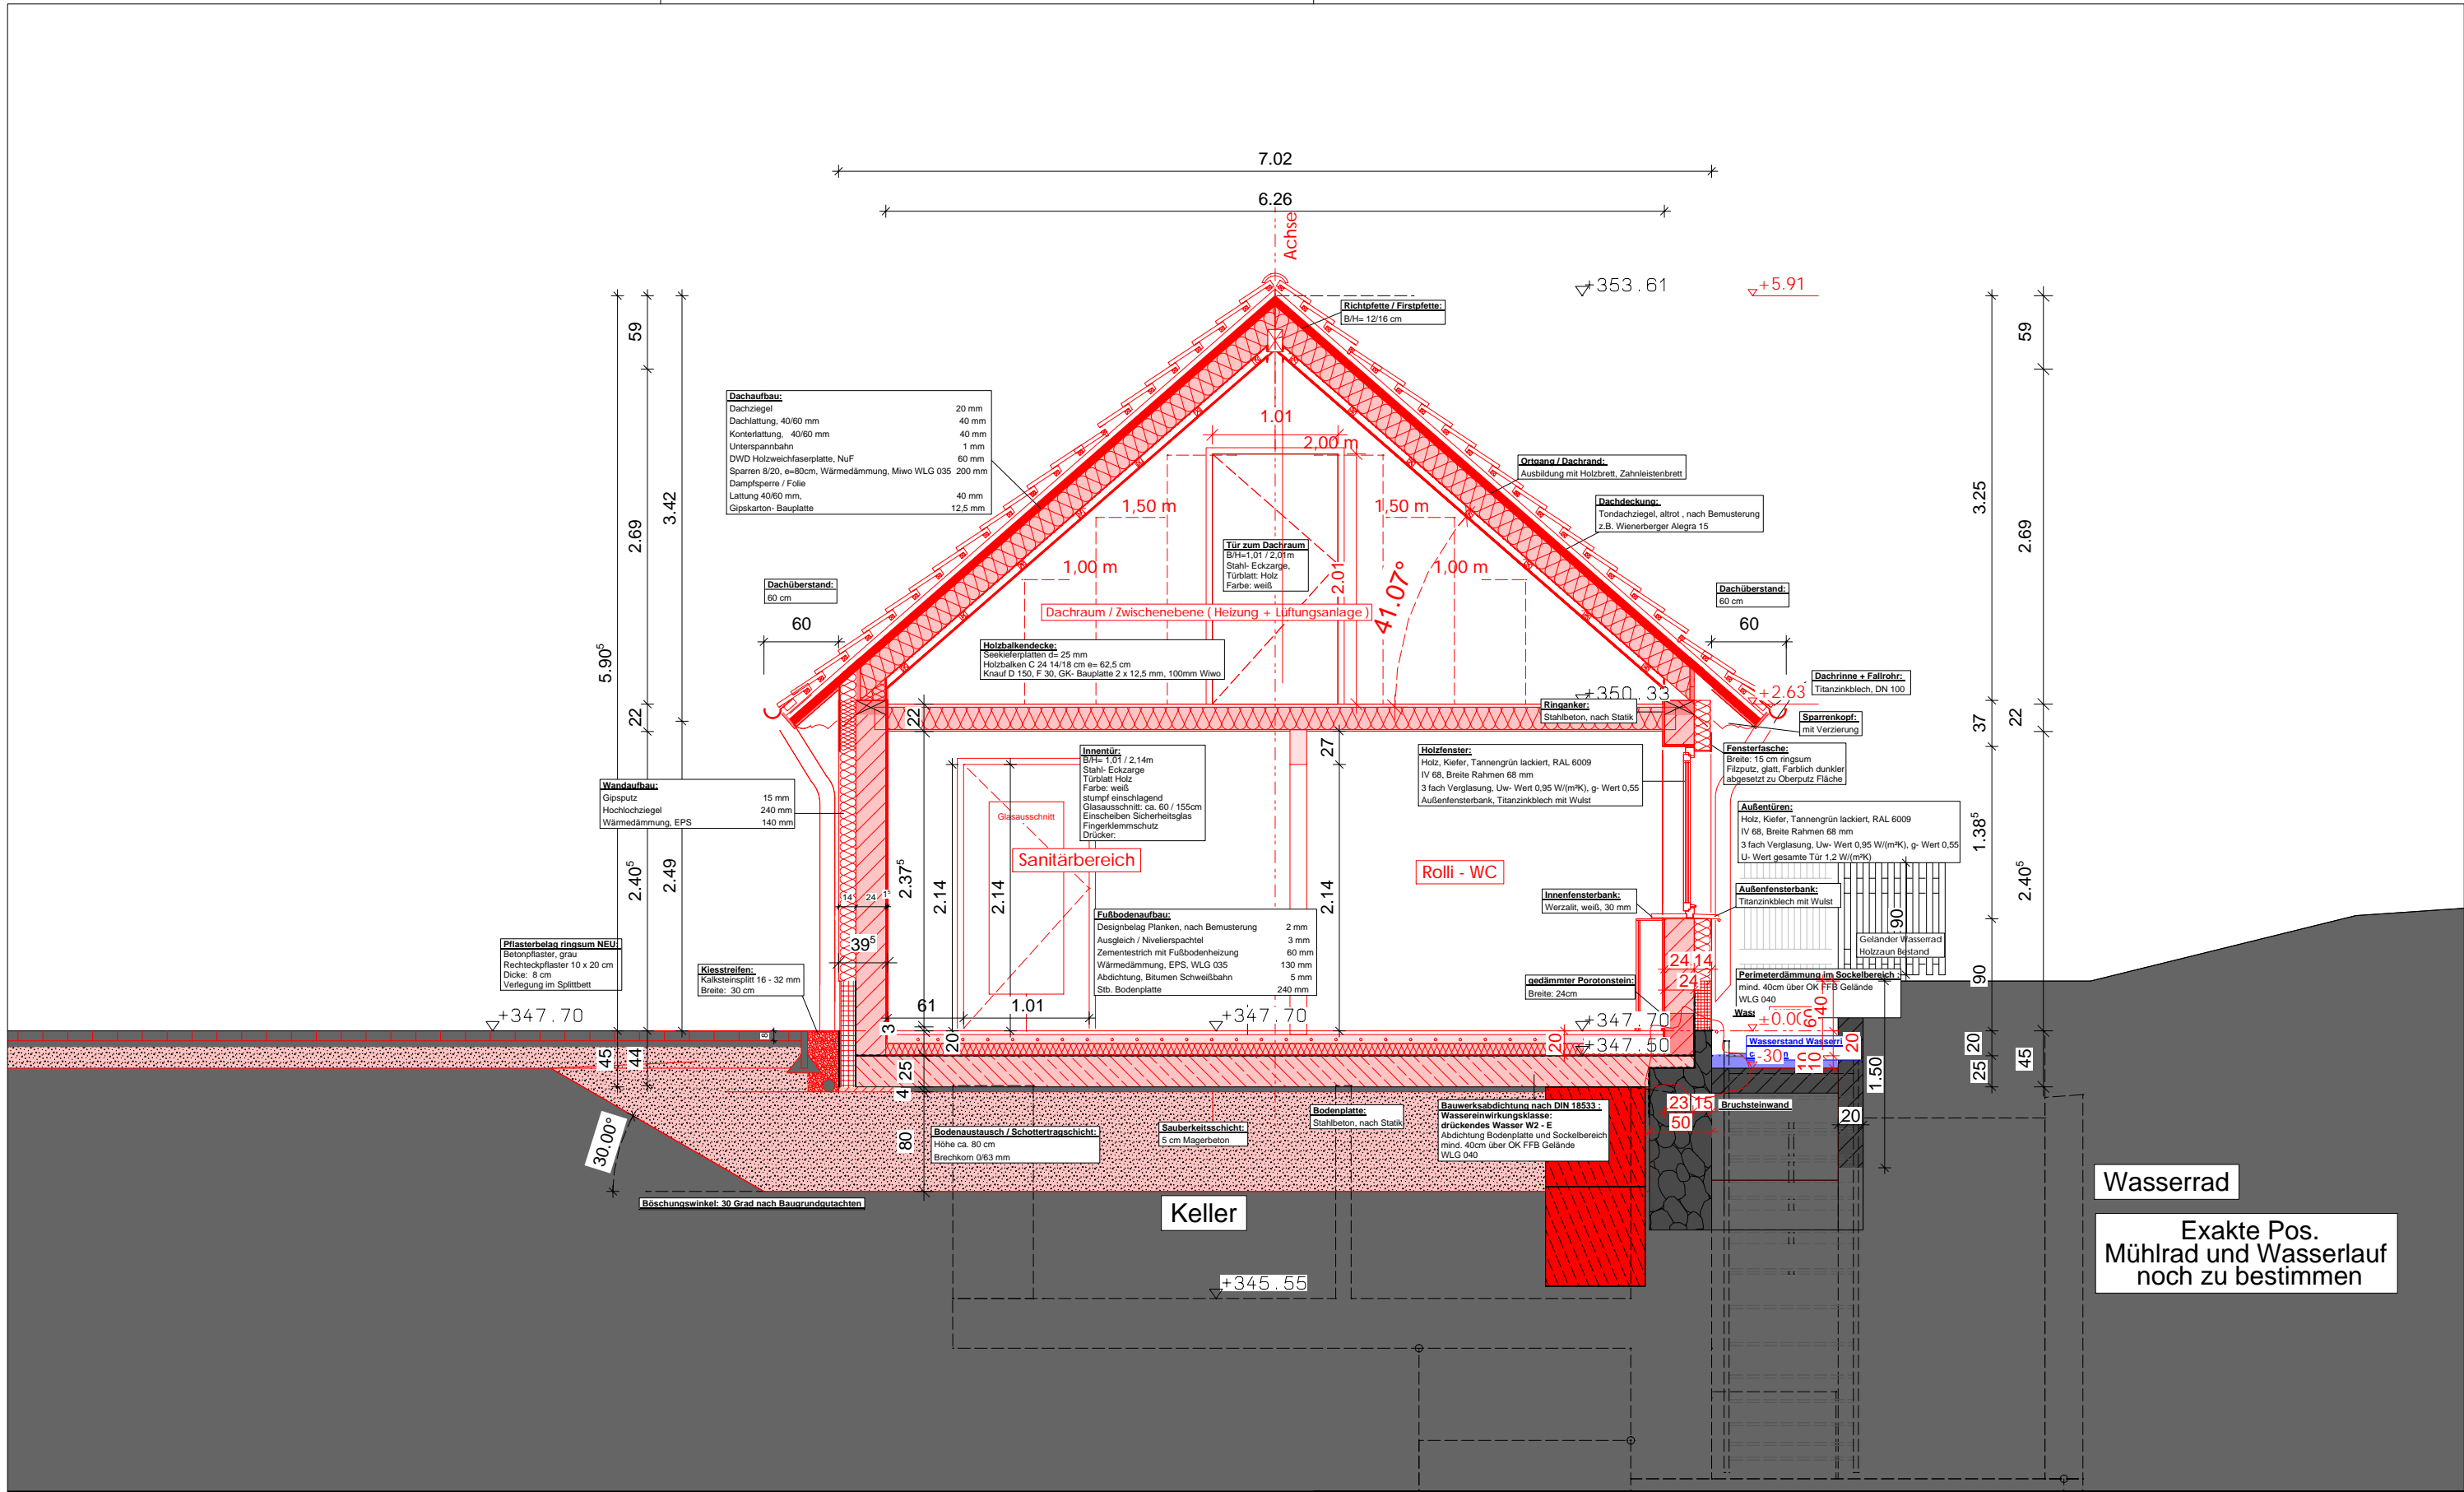 7.02
6.26
Achse
+353.61
+5.91
Richtpfette / Firstpfette:
B/H= 12/16 cm
59
59
Dachaufbau:
Dachziegel 20 mm
Dachlattung, 40/60 mm 40 mm
Konterlattung, 40/60 mm 40 mm
Unterspannbahn 1 mm
DWD Holzweichfaserplatte, NuF 60 mm
Sparren 8/20, e=80cm, Wärmedämmung, Miwo WLG 035 200 mm
Dampfsperre / Folie
Lattung 40/60 mm, 40 mm
Gipskarton- Bauplatte 12,5 mm
1.01
2,00 m
Ortgang / Dachrand:
Ausbildung mit Holzbrett, Zahnleistenbrett
Dachdeckung:
Tondachziegel, altrot , nach Bemusterung
z.B. Wienerberger Alegra 15
3.42
2.69
3.25
2.69
1,50 m
1,50 m
Tür zum Dachraum
B/H=1,01 / 2,01m
Stahl- Eckzarge,
Türblatt: Holz
Farbe: weiß
1,00 m
1,00 m
2.01
41.07°
Dachüberstand:
60 cm
Dachüberstand:
60 cm
Dachraum / Zwischenebene ( Heizung + Lüftungsanlage )
60
60
5.90⁵
Holzbalkendecke:
Seekieferplatten d= 25 mm
Holzbalken C 24 14/18 cm e= 62,5 cm
Knauf D 150, F 30, GK- Bauplatte 2 x 12,5 mm, 100mm Wiwo
Dachrinne + Fallrohr:
Titanzinkblech, DN 100
+350.33
+2.63
Ringanker:
Stahlbeton, nach Statik
Sparrenkopf:
mit Verzierung
22
22
37
22
27
Innentür:
B/H= 1,01 / 2,14m
Stahl- Eckzarge
Türblatt Holz
Farbe: weiß
stumpf einschlagend
Glasausschnitt: ca. 60 / 155cm
Einscheiben Sicherheitsglas
Fingerklemmschutz
Drücker:
Holzfenster:
Holz, Kiefer, Tannengrün lackiert, RAL 6009
IV 68, Breite Rahmen 68 mm
3 fach Verglasung, Uw- Wert 0,95 W/(m²K), g- Wert 0,55
Außenfensterbank, Titanzinkblech mit Wulst
Fensterfasche:
Breite: 15 cm ringsum
Filzputz, glatt, Farblich dunkler
abgesetzt zu Oberputz Fläche
Wandaufbau:
Gipsputz 15 mm
Hochlochziegel 240 mm
Wärmedämmung, EPS 140 mm
Glasausschnitt
Außentüren:
Holz, Kiefer, Tannengrün lackiert, RAL 6009
IV 68, Breite Rahmen 68 mm
3 fach Verglasung, Uw- Wert 0,95 W/(m²K), g- Wert 0,55
U- Wert gesamte Tür 1,2 W/(m²K)
Sanitärbereich
Rolli - WC
2.40⁵
2.49
2.37⁵
2.14
2.14
2.14
1.38⁵
2.40⁵
14
24
1⁵
Innenfensterbank:
Werzalit, weiß, 30 mm
Außenfensterbank:
Titanzinkblech mit Wulst
90
Fußbodenaufbau:
Designbelag Planken, nach Bemusterung 2 mm
Ausgleich / Nivelierspachtel 3 mm
Zementestrich mit Fußbodenheizung 60 mm
Wärmedämmung, EPS, WLG 035 130 mm
Abdichtung, Bitumen Schweißbahn 5 mm
Stb. Bodenplatte 240 mm
Geländer Wasserrad
Holzzaun Bestand
39⁵
Pflasterbelag ringsum NEU:
Betonpflaster, grau
Rechteckpflaster 10 x 20 cm
Dicke: 8 cm
Verlegung im Splittbett
Kiesstreifen:
Kalksteinsplitt 16 - 32 mm
Breite: 30 cm
24
14
24
gedämmter Porotonstein:
Breite: 24cm
Perimeterdämmung im Sockelbereich :
mind. 40cm über OK FFB Gelände
WLG 040
90
61
1.01
40
60
+347.70
+347.70
+347.70
±0.00
3
20
8
20
+347.50
Wasserstand Wasserri
-30
10
10
20
20
45
44
25
4
25
45
1.50
23
15
50
Bruchsteinwand
20
Bodenplatte:
Stahlbeton, nach Statik
Bauwerksabdichtung nach DIN 18533 :
Wassereinwirkungsklasse:
drückendes Wasser W2 - E
Abdichtung Bodenplatte und Sockelbereich
mind. 40cm über OK FFB Gelände
WLG 040
30.00°
80
Bodenaustausch / Schottertragschicht:
Höhe ca. 80 cm
Brechkorn 0/63 mm
Sauberkeitsschicht:
5 cm Magerbeton
Böschungswinkel: 30 Grad nach Baugrundgutachten
Keller
+345.55
Wasserrad
Exakte Pos.
Mühlrad und Wasserlauf
noch zu bestimmen